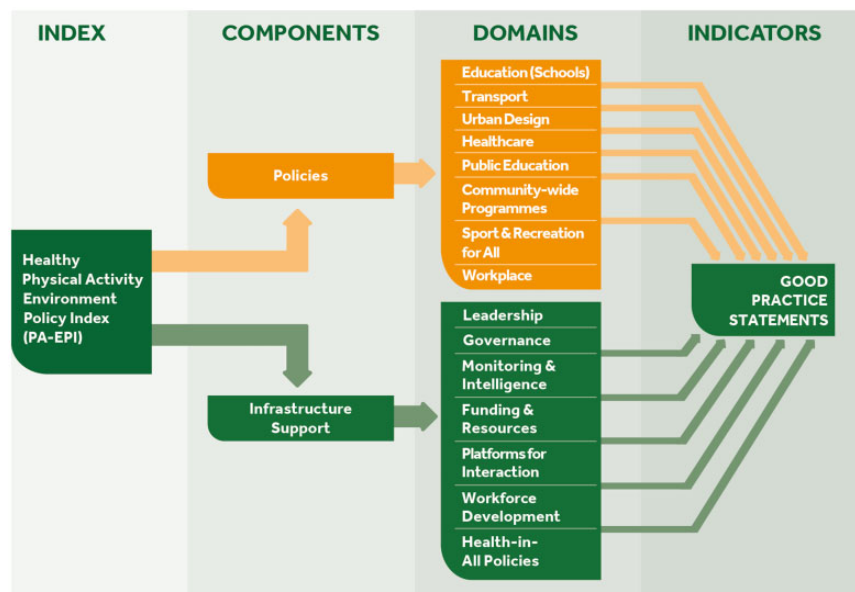 INDEX
COMPONENTS
DOMAINS
INDICATORS
Healthy
Physical Activity
Environment
Policy Index
(PA-EPI)
Policies
Infrastructure
Support
Education (Schools)
Transport
Urban Design
Healthcare
Public Education
Community-wide
Programmes
Sport & Recreation
for All
Workplace
Leadership
Governance
Monitoring &
Intelligence
Funding &
Resources
Platforms for
Interaction
Workforce
Development
Health-in-
All Policies
GOOD
PRACTICE
STATEMENTS